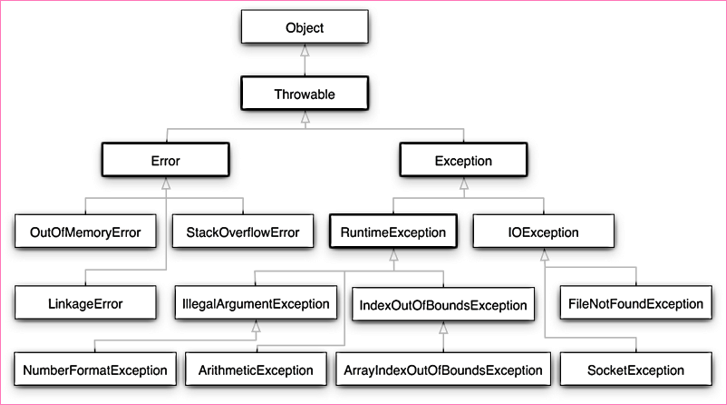 Object
Throwable
Error
Exception
OutOfMemoryError
StackOverflowError
RuntimeException
IOException
LinkageError
IllegalArgumentException
IndexOutOfBoundsException
FileNotFoundException
NumberFormatException
ArithmeticException
ArrayIndexOutOfBoundsException
SocketException